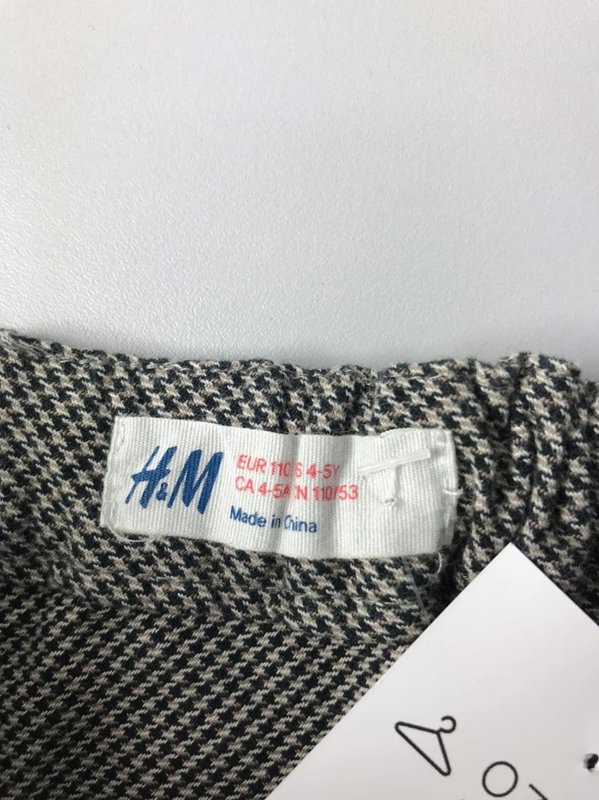 H&M
EUR 110 S 4-5Y
CA 4-5A N 110/53
Made in China